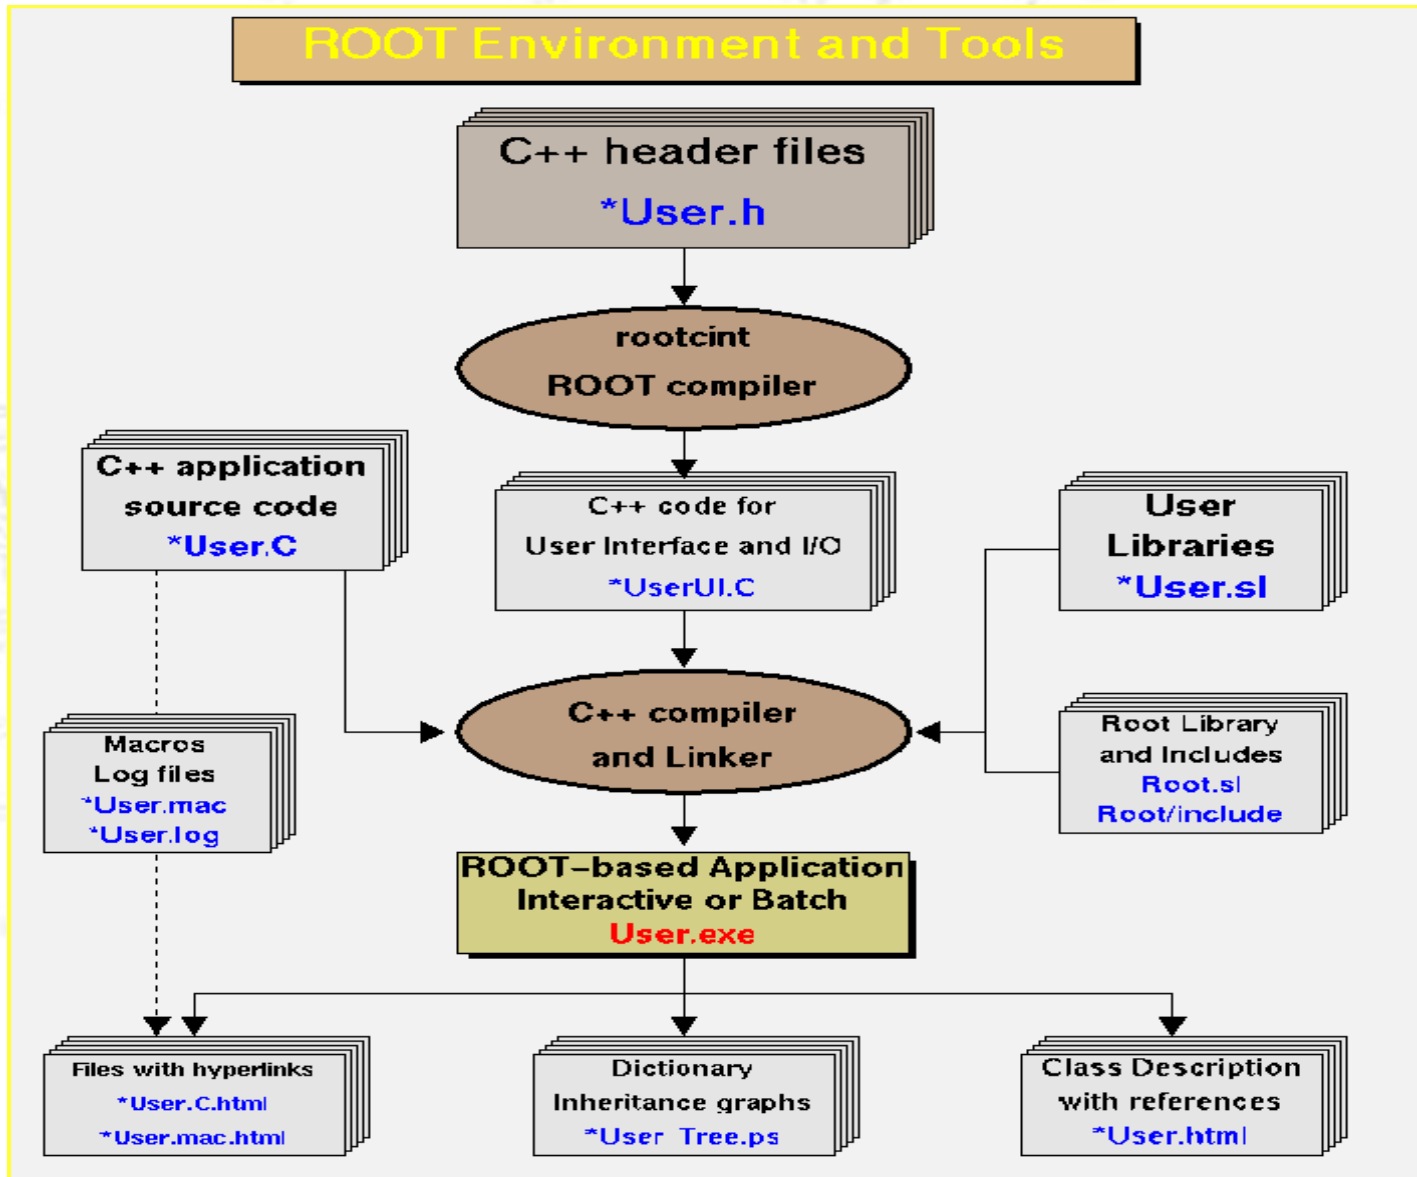 ROOT Environment and Tools
C++ header files
*User.h
rootcint
ROOT compiler
C++ application
source code
*User.C
C++ code for
User Interface and I/O
*UserUI.C
User
Libraries
*User.sl
Macros
Log files
*User.mac
*User.log
C++ compiler
and Linker
Root Library
and Includes
Root.sl
Root/include
ROOT-based Application
Interactive or Batch
User.exe
Files with hyperlinks
*User.C.html
*User.mac.html
Dictionary
Inheritance graphs
*User_Tree.ps
Class Description
with references
*User.html